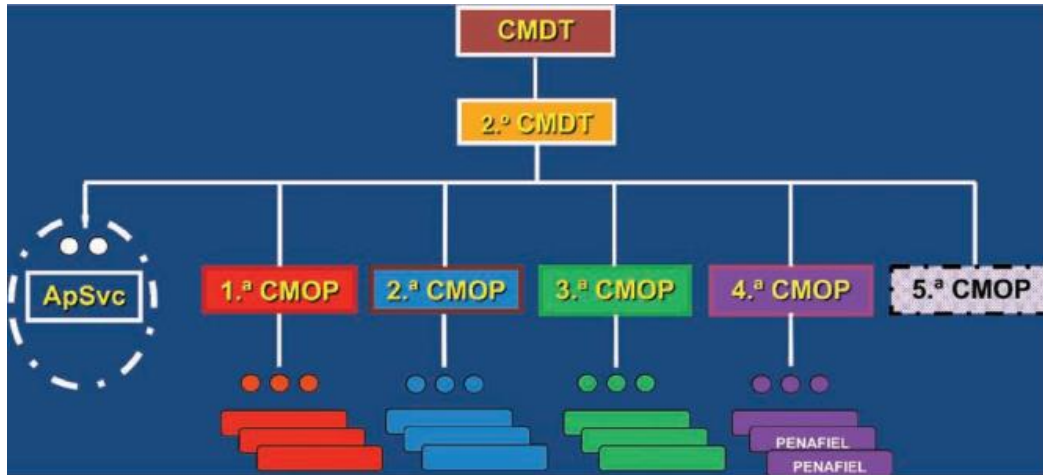 CMDT
2.º CMDT
ApSvc
1.ª CMOP
2.ª CMOP
3.ª CMOP
4.ª CMOP
5.ª CMOP
PENAFIEL
PENAFIEL